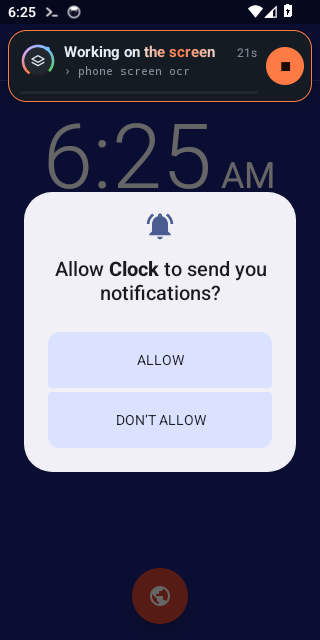 6:25
Working on the screen 21s
› phone screen ocr
6:25 AM
Allow Clock to send you
notifications?
ALLOW
DON'T ALLOW